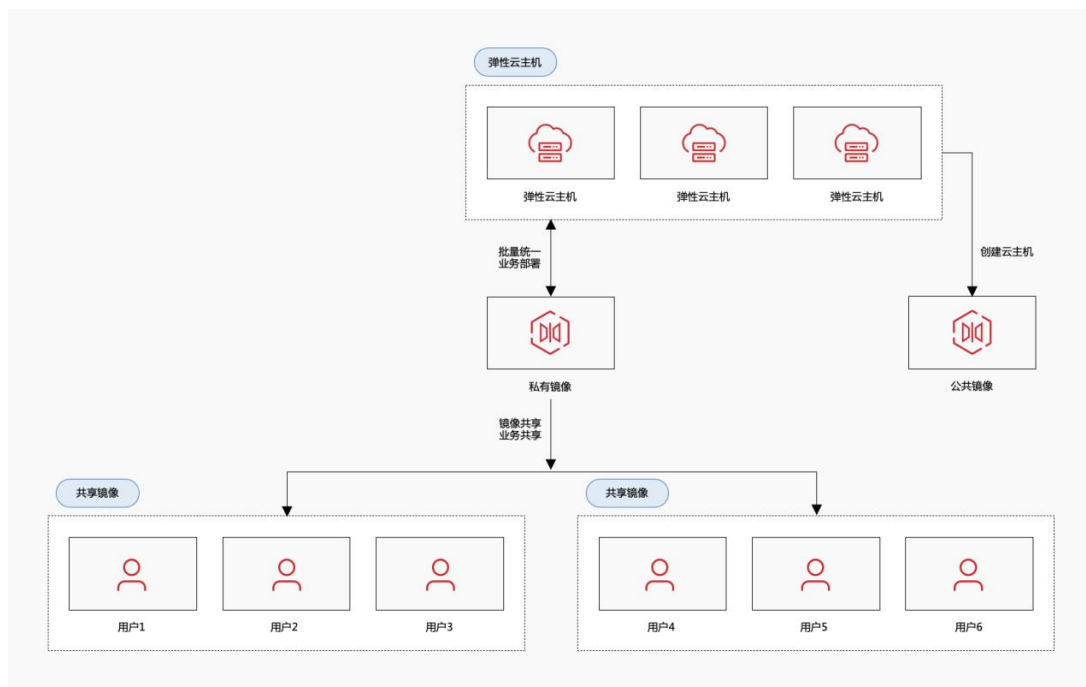 弹性云主机
弹性云主机
弹性云主机
弹性云主机
批量统一
业务部署
创建云主机
私有镜像
公共镜像
镜像共享
业务共享
共享镜像
共享镜像
用户1
用户2
用户3
用户4
用户5
用户6